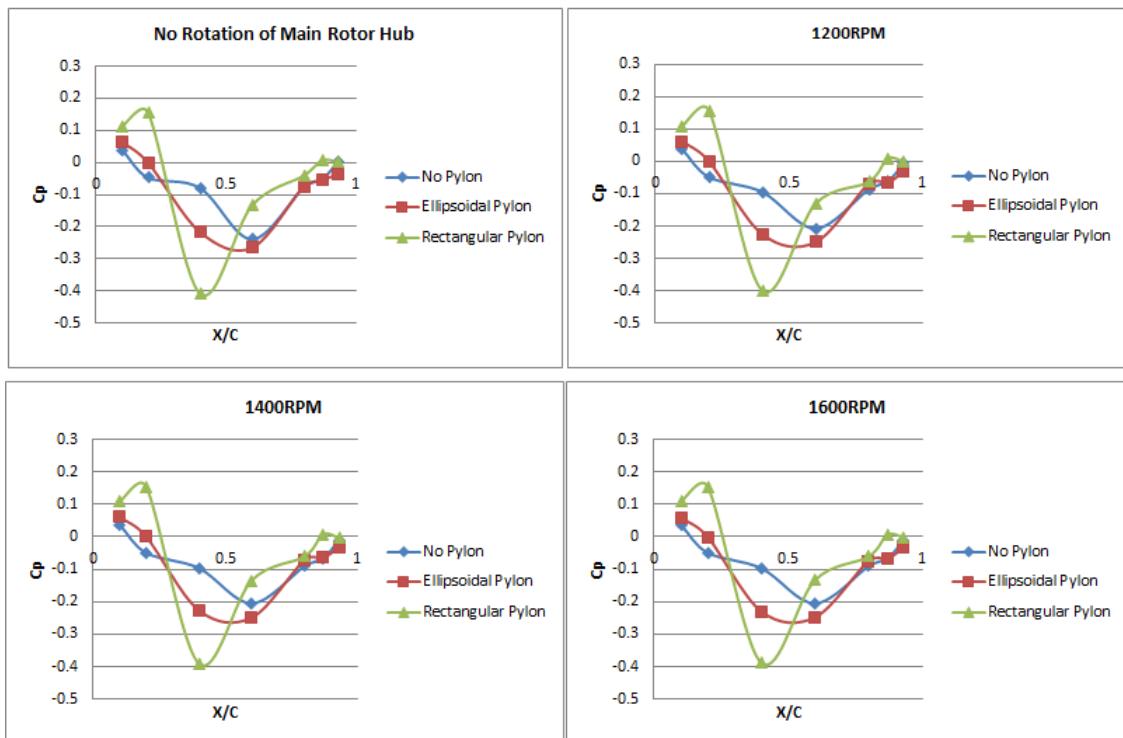 No Rotation of Main Rotor Hub
0.3
0.2
0.1
0
-0.1
-0.2
-0.3
-0.4
-0.5
Cp
0 0.5 1
X/C
No Pylon
Ellipsoidal Pylon
Rectangular Pylon
1200RPM
0.3
0.2
0.1
0
-0.1
-0.2
-0.3
-0.4
-0.5
Cp
0 0.5 1
X/C
No Pylon
Ellipsoidal Pylon
Rectangular Pylon
1400RPM
0.3
0.2
0.1
0
-0.1
-0.2
-0.3
-0.4
-0.5
Cp
0 0.5 1
X/C
No Pylon
Ellipsoidal Pylon
Rectangular Pylon
1600RPM
0.3
0.2
0.1
0
-0.1
-0.2
-0.3
-0.4
-0.5
Cp
0 0.5 1
X/C
No Pylon
Ellipsoidal Pylon
Rectangular Pylon